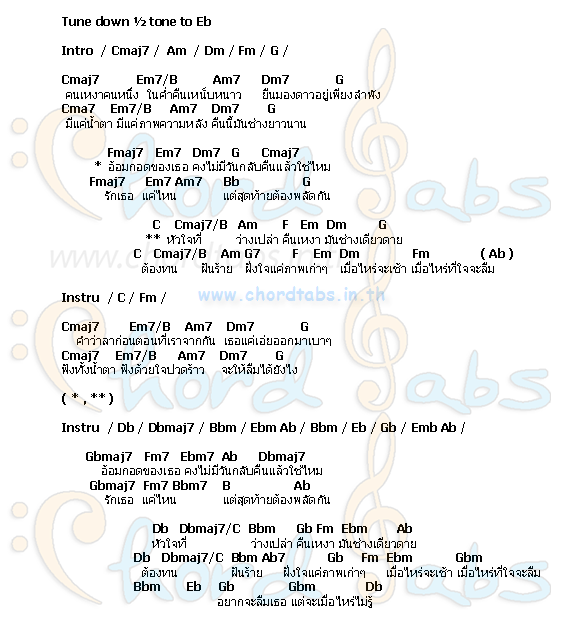 Tune down ½ tone to Eb
Intro / Cmaj7 / Am / Dm / Fm / G /
Cmaj7 Em7/B Am7 Dm7 G
คนเหงาคนหนึ่ง ในค่ำคืนเหน็บหนาว ยืนมองดาวอยู่เพียงลำพัง
Cma7 Em7/B Am7 Dm7 G
มีแค่น้ำตา มีแค่ภาพความหลัง คืนนี้มันช่างยาวนาน
Fmaj7 Em7 Dm7 G Cmaj7
* อ้อมกอดของเธอ คงไม่มีวันกลับคืนแล้วใช่ไหม
Fmaj7 Em7 Am7 Bb G
รักเธอ แค่ไหน แต่สุดท้ายต้องพลัดกัน
C Cmaj7/B Am F Em Dm G
** หัวใจที่ ว่างเปล่า คืนเหงา มันช่างเดียวดาย
C Cmaj7/B Am G7 F Em Dm Fm ( Ab )
ต้องทน ฝันร้าย ฝังใจแค่ภาพเก่าๆ เมื่อไหร่จะเช้า เมื่อไหร่ที่ใจจะลืม
www.chordtabs.in.th
Instru / C / Fm /
Cmaj7 Em7/B Am7 Dm7 G
คำว่าลาก่อนตอนที่เราจากกัน เธอแค่เอ่ยออกมาเบาๆ
Cmaj7 Em7/B Am7 Dm7 G
ฟังทั้งน้ำตา ฟังด้วยใจปวดร้าว จะให้ลืมได้ยังไง
( * , ** )
Instru / Db / Dbmaj7 / Bbm / Ebm Ab / Bbm / Eb / Gb / Emb Ab /
Gbmaj7 Fm7 Ebm7 Ab Dbmaj7
อ้อมกอดของเธอ คงไม่มีวันกลับคืนแล้วใช่ไหม
Gbmaj7 Fm7 Bbm7 B Ab
รักเธอ แค่ไหน แต่สุดท้ายต้องพลัดกัน
Db Dbmaj7/C Bbm Gb Fm Ebm Ab
หัวใจที่ ว่างเปล่า คืนเหงา มันช่างเดียวดาย
Db Dbmaj7/C Bbm Ab7 Gb Fm Ebm Gbm
ต้องทน ฝันร้าย ฝังใจแค่ภาพเก่าๆ เมื่อไหร่จะเช้า เมื่อไหร่ที่ใจจะลืม
Bbm Eb Gb Gbm Db
อยากจะลืมเธอ แต่จะเมื่อไหร่ไม่รู้